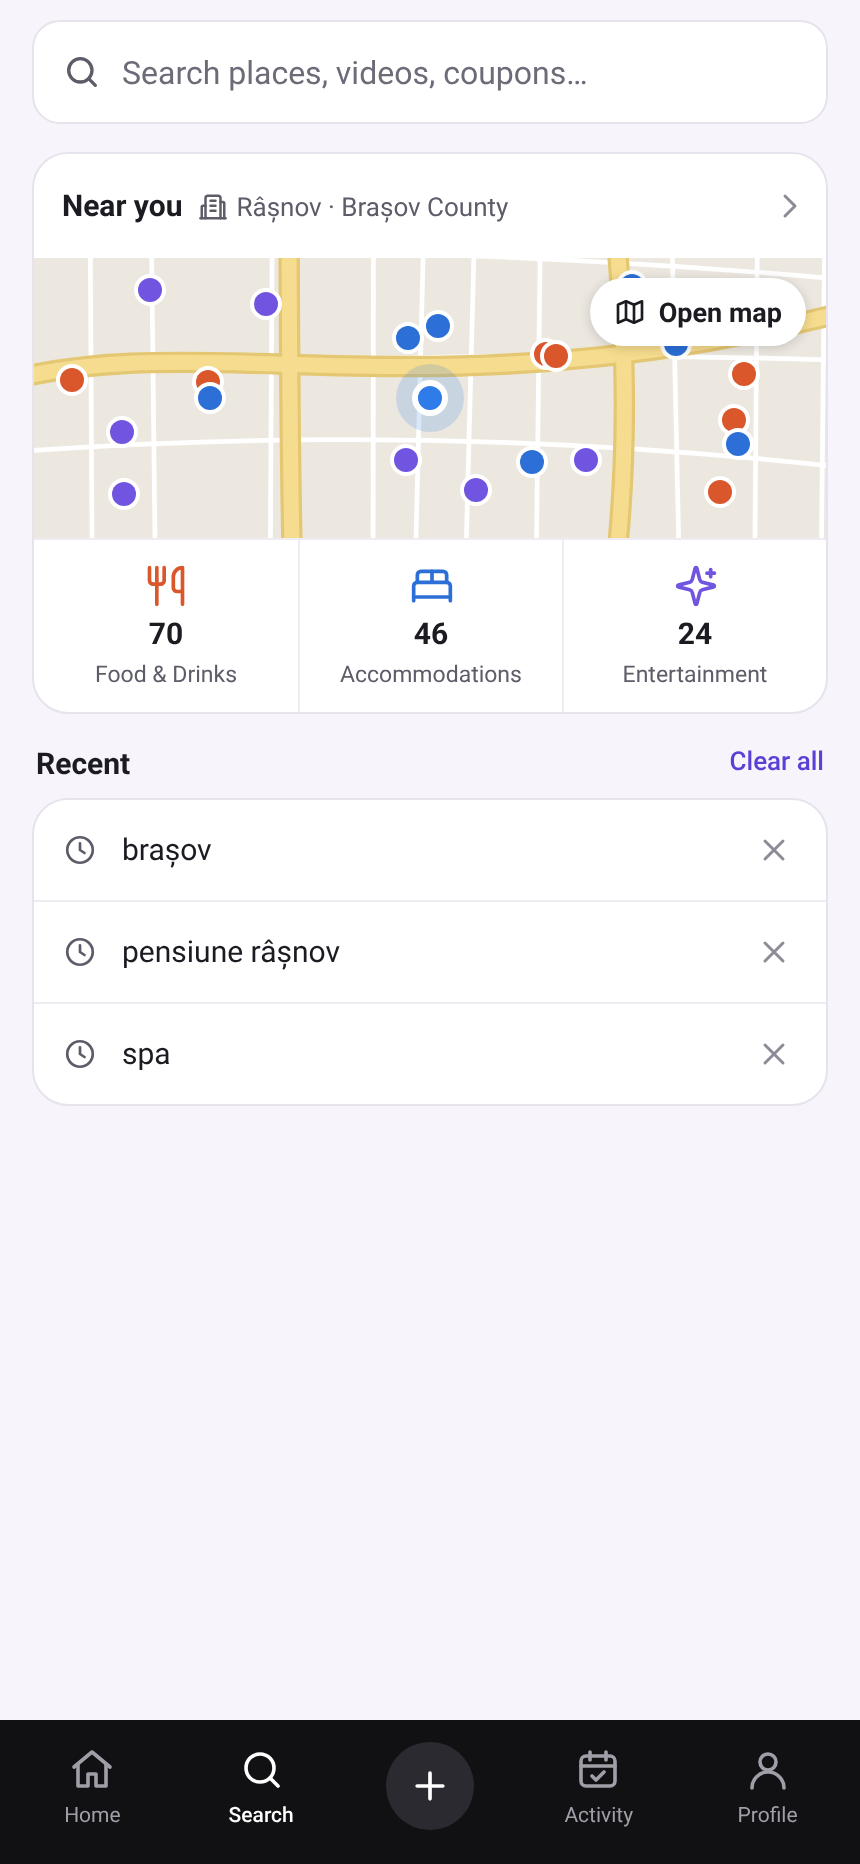 Search places, videos, coupons…
Near you Râșnov · Brașov County
Open map
70
Food & Drinks
46
Accommodations
24
Entertainment
Recent
Clear all
brașov
pensiune râșnov
spa
Home
Search
Activity
Profile